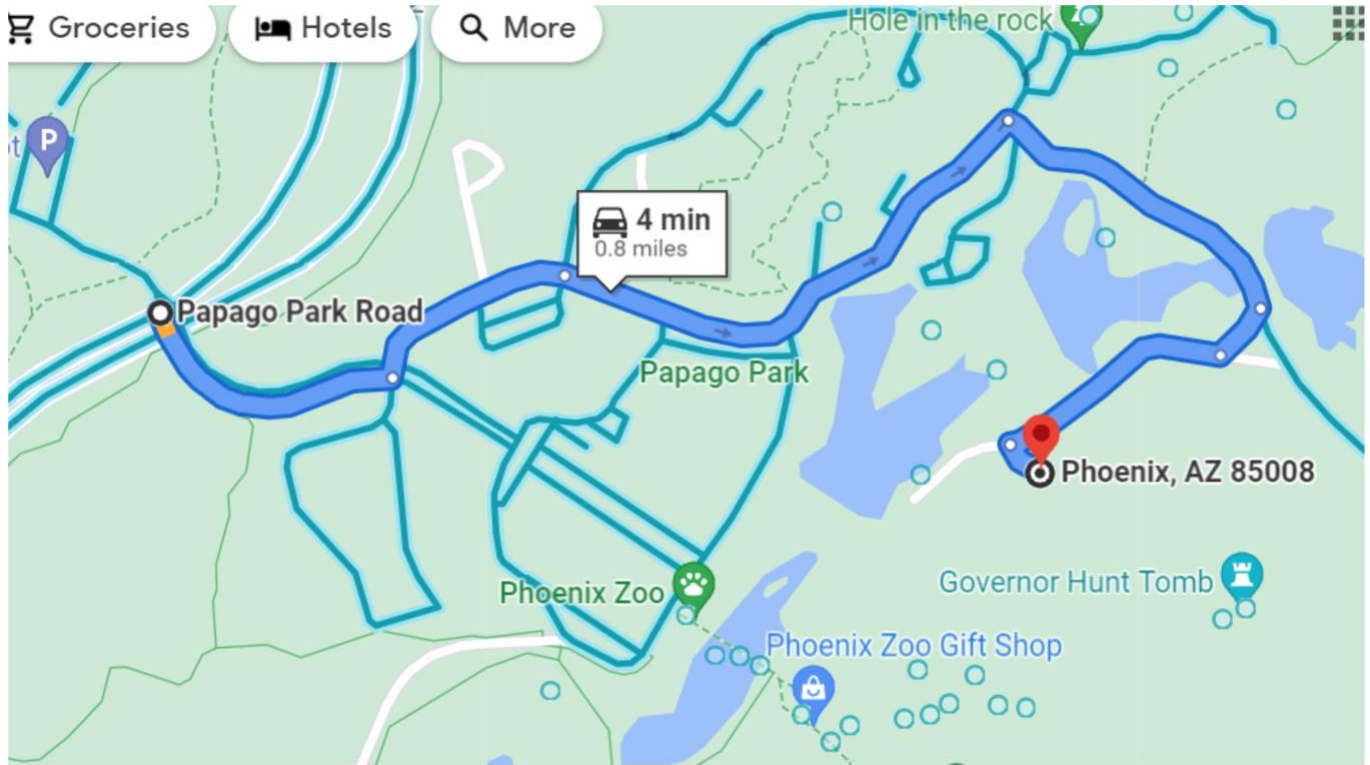 Groceries
Hotels
More
Hole in the rock
P
t
4 min
0.8 miles
Papago Park Road
Papago Park
Phoenix, AZ 85008
Phoenix Zoo
Governor Hunt Tomb
Phoenix Zoo Gift Shop